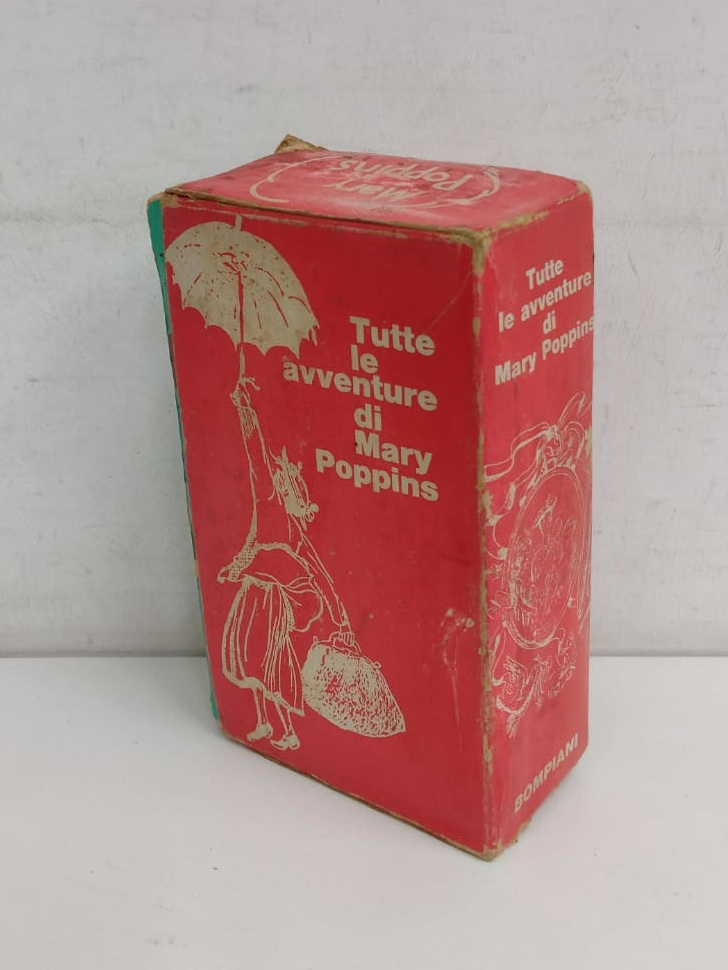 Mary
Poppins
Tutte
le
avventure
di
Mary
Poppins
Tutte
le avventure
di
Mary Poppins
BOMPIANI